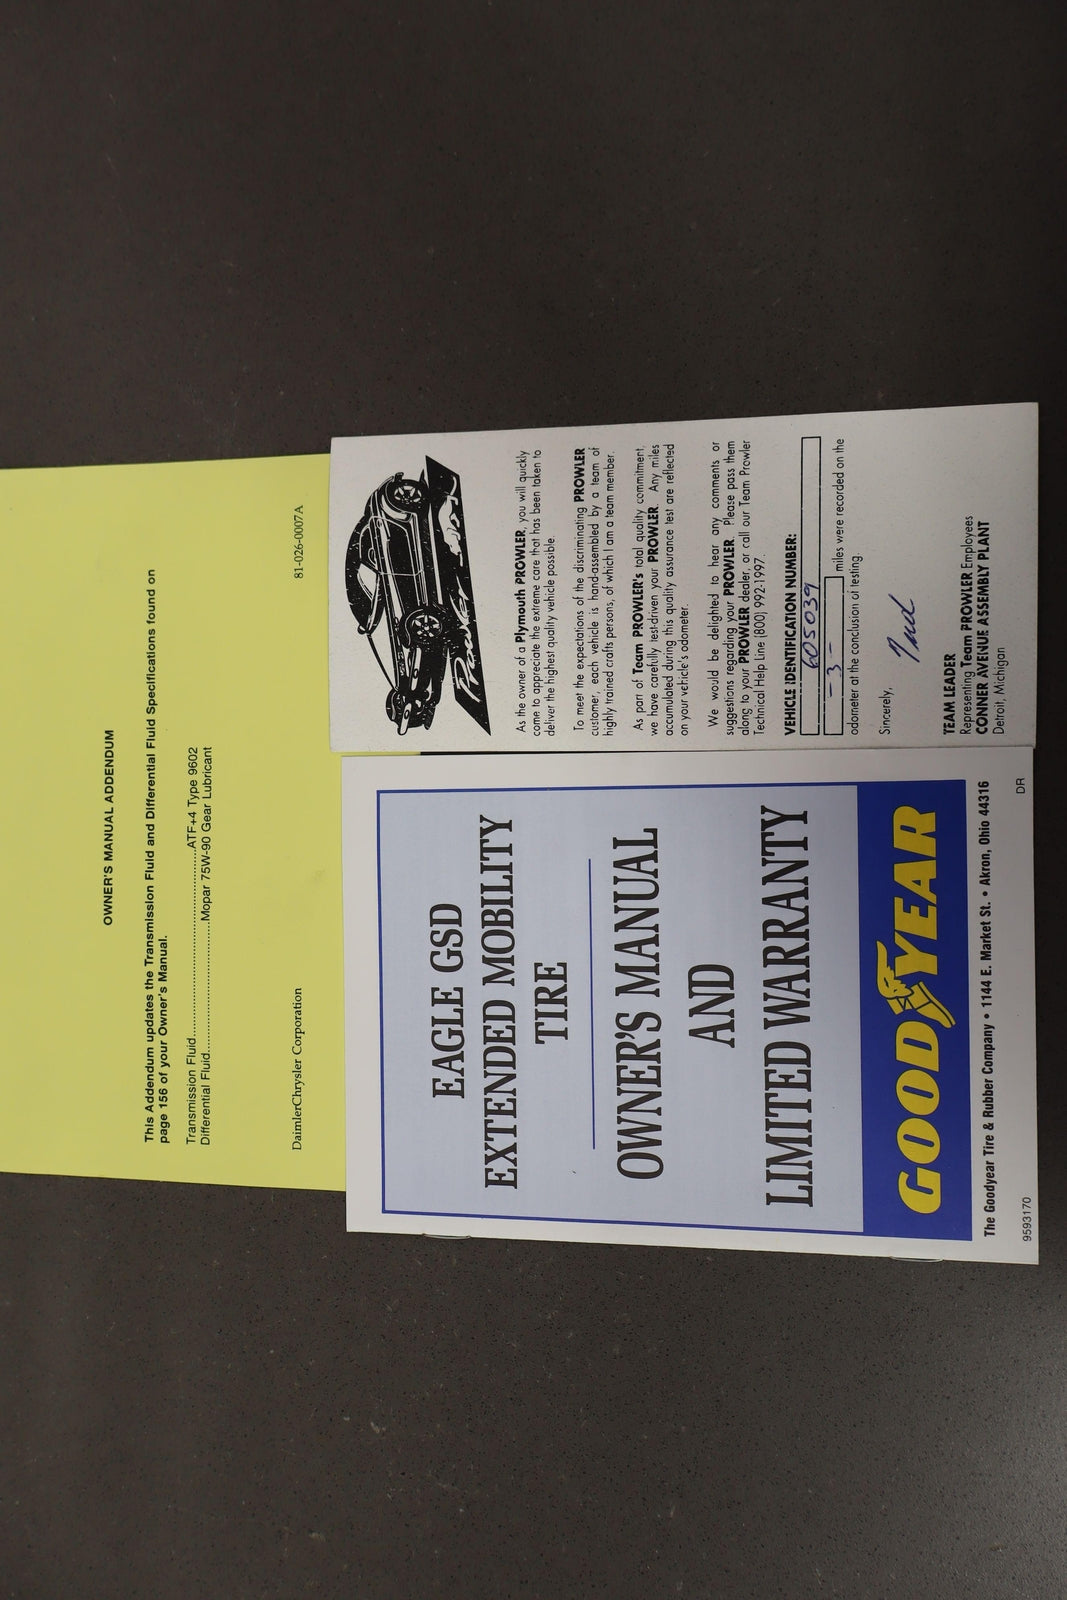 OWNER'S MANUAL ADDENDUM
This Addendum updates the Transmission Fluid and Differential Fluid Specifications found on
page 156 of your Owner's Manual.
Transmission Fluid..................................................ATF+4 Type 9602
Differential Fluid..................................Mopar 75W-90 Gear Lubricant
DaimlerChrysler Corporation
81-026-0007A
EAGLE GSD
EXTENDED MOBILITY
TIRE
OWNER'S MANUAL
AND
LIMITED WARRANTY
GOODYEAR
The Goodyear Tire & Rubber Company • 1144 E. Market St. • Akron, Ohio 44316
9593170
DR
Prowler
As the owner of a Plymouth PROWLER, you will quickly
come to appreciate the extreme care that has been taken to
deliver the highest quality vehicle possible.
To meet the expectations of the discriminating PROWLER
customer, each vehicle is hand-assembled by a team of
highly trained crafts persons, of which I am a team member.
As part of Team PROWLER's total quality commitment,
we have carefully test-driven your PROWLER. Any miles
accumulated during this quality assurance test are reflected
on your vehicle's odometer.
We would be delighted to hear any comments or
suggestions regarding your PROWLER. Please pass them
along to your PROWLER dealer, or call our Team Prowler
Technical Help Line (800) 992-1997.
VEHICLE IDENTIFICATION NUMBER:
605039
-3- miles were recorded on the
odometer at the conclusion of testing.
Sincerely,
TEAM LEADER
Representing Team PROWLER Employees
CONNER AVENUE ASSEMBLY PLANT
Detroit, Michigan